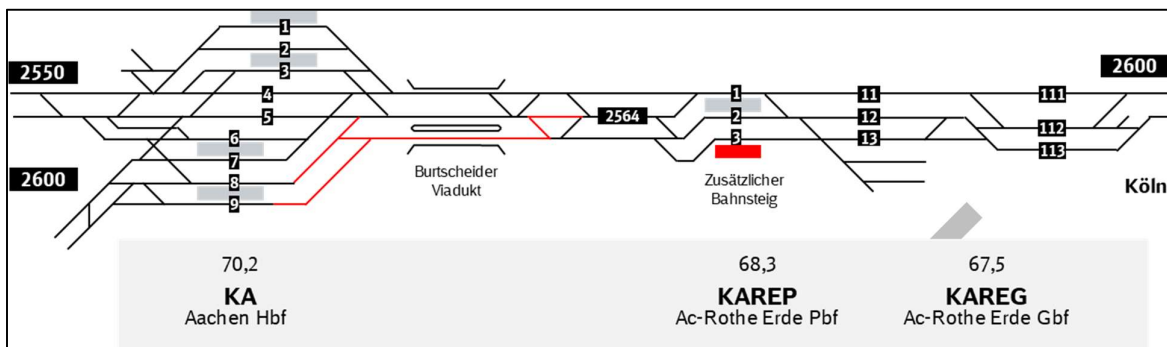 1
2
3
2550
2600
4
11
111
5
2564
2
12
6
3
13
112
7
113
2600
8
9
Burtscheider
Viadukt
Zusätzlicher
Bahnsteig
Köln
1
70,2
68,3
67,5
KA
KAREP
KAREG
Aachen Hbf
Ac-Rothe Erde Pbf
Ac-Rothe Erde Gbf